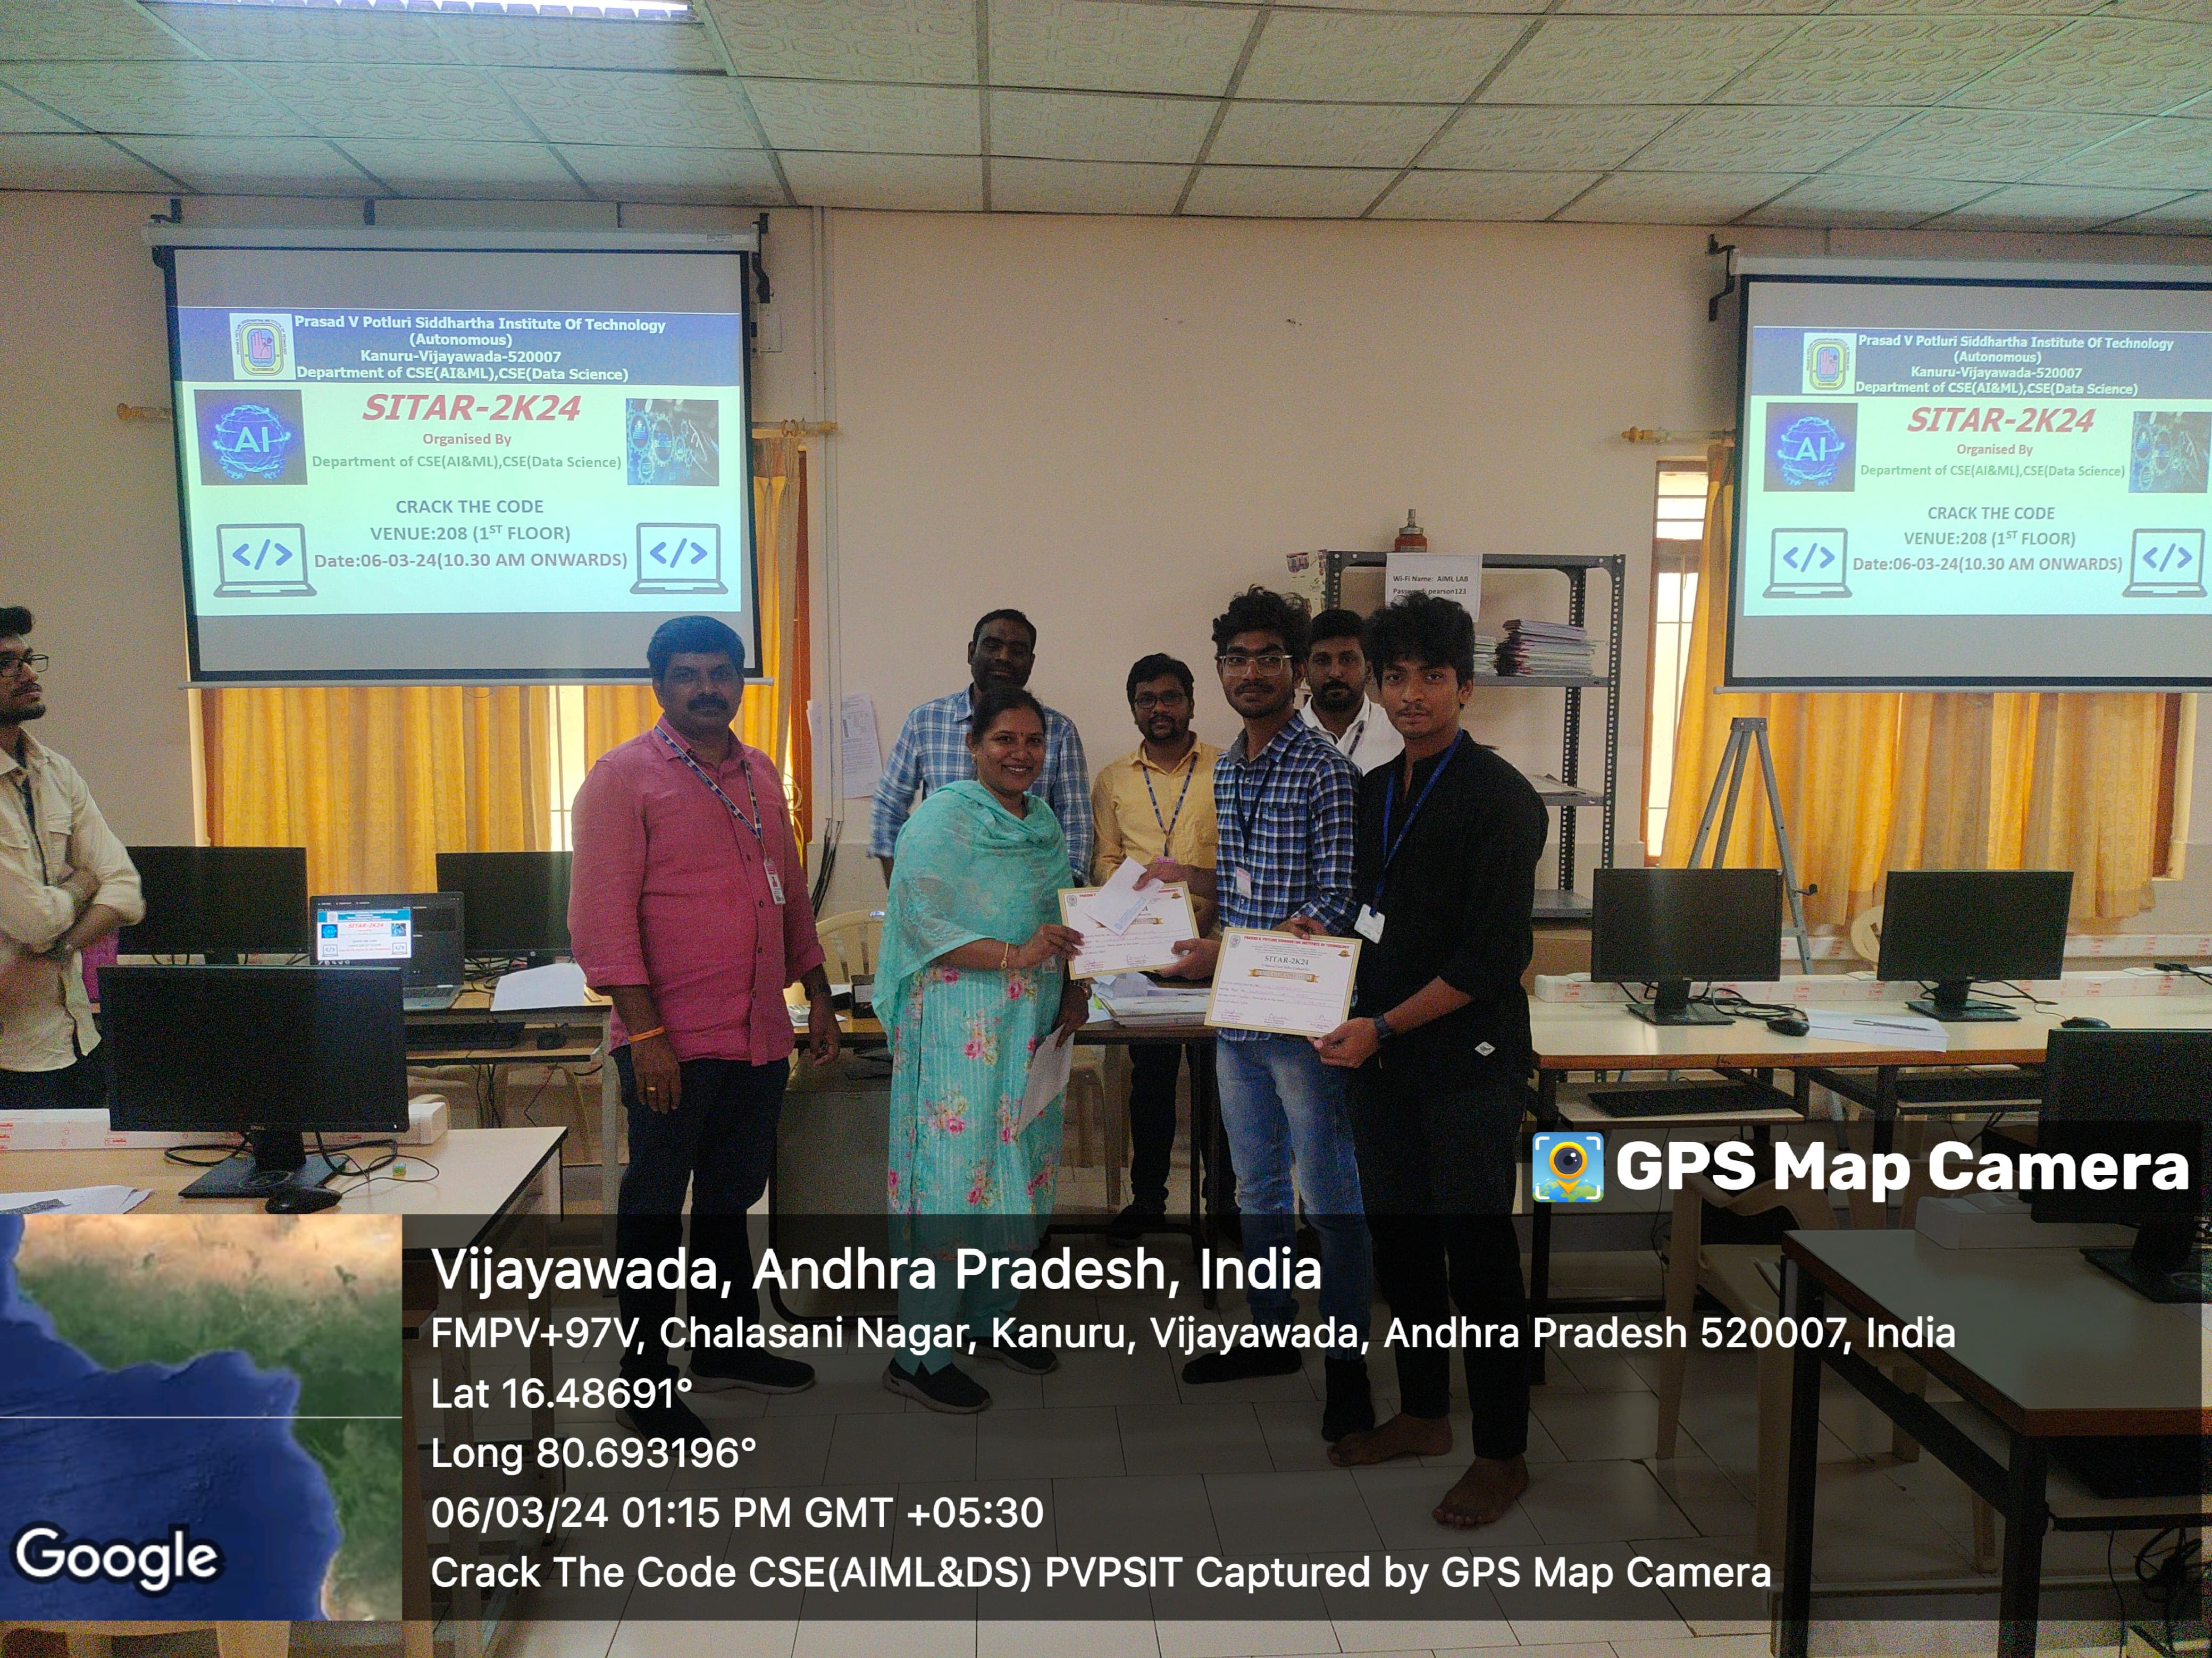 Prasad V Potluri Siddhartha Institute Of Technology
(Autonomous)
Kanuru-Vijayawada-520007
Department of CSE(AI&ML),CSE(Data Science)
AI
SITAR-2K24
Organised By
Department of CSE(AI&ML),CSE(Data Science)
CRACK THE CODE
VENUE:208 (1ST FLOOR)
Date:06-03-24(10.30 AM ONWARDS)
</>
</>
Prasad V Potluri Siddhartha Institute Of Technology
(Autonomous)
Kanuru-Vijayawada-520007
Department of CSE(AI&ML),CSE(Data Science)
AI
SITAR-2K24
Organised By
Department of CSE(AI&ML),CSE(Data Science)
CRACK THE CODE
VENUE:208 (1ST FLOOR)
Date:06-03-24(10.30 AM ONWARDS)
</>
</>
Wi-Fi Name: AIML LAB
pearson123
SITAR-2K24
SITAR-2K24
DELL
GPS Map Camera
Vijayawada, Andhra Pradesh, India
FMPV+97V, Chalasani Nagar, Kanuru, Vijayawada, Andhra Pradesh 520007, India
Lat 16.48691°
Long 80.693196°
06/03/24 01:15 PM GMT +05:30
Crack The Code CSE(AIML&DS) PVPSIT Captured by GPS Map Camera
Google